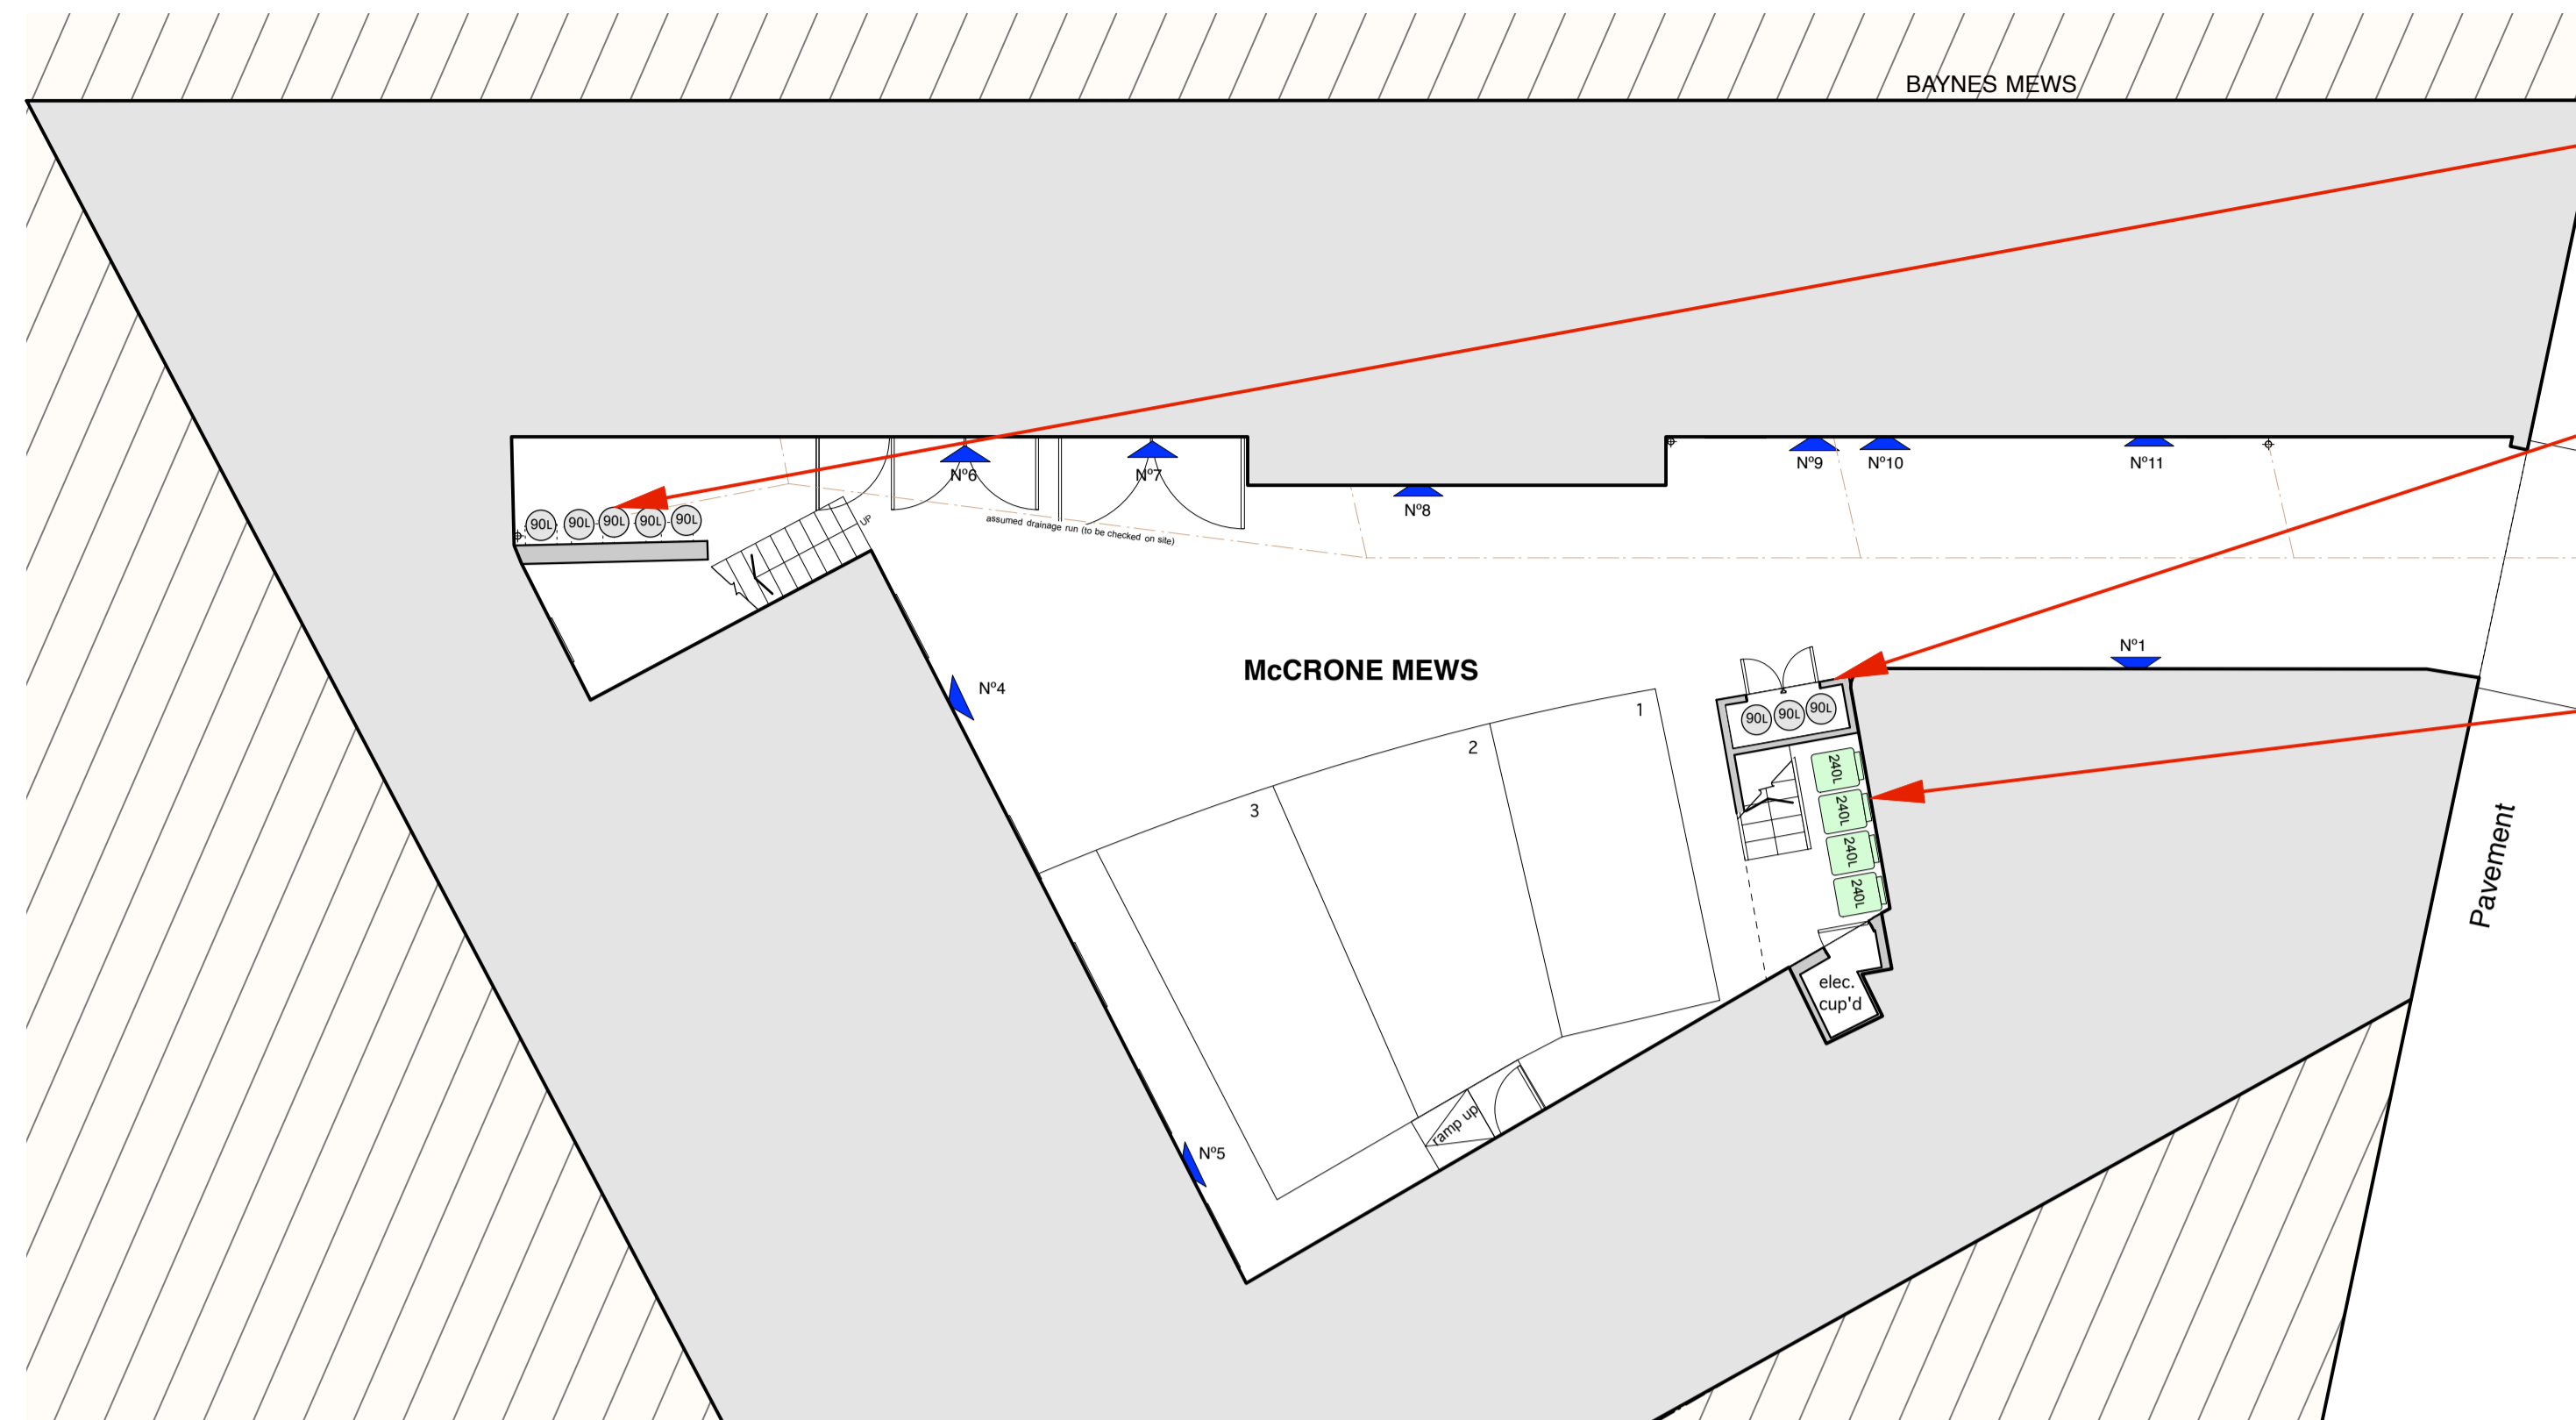 BAYNES MEWS
Nº6
Nº7
Nº8
Nº9
Nº10
Nº11
90L
90L
90L
90L
90L
UP
assumed drainage run (to be checked on site)
McCRONE MEWS
Nº1
Nº4
1
2
3
90L
90L
90L
240L
240L
240L
240L
Pavement
elec.
cup'd
ramp up
Nº5